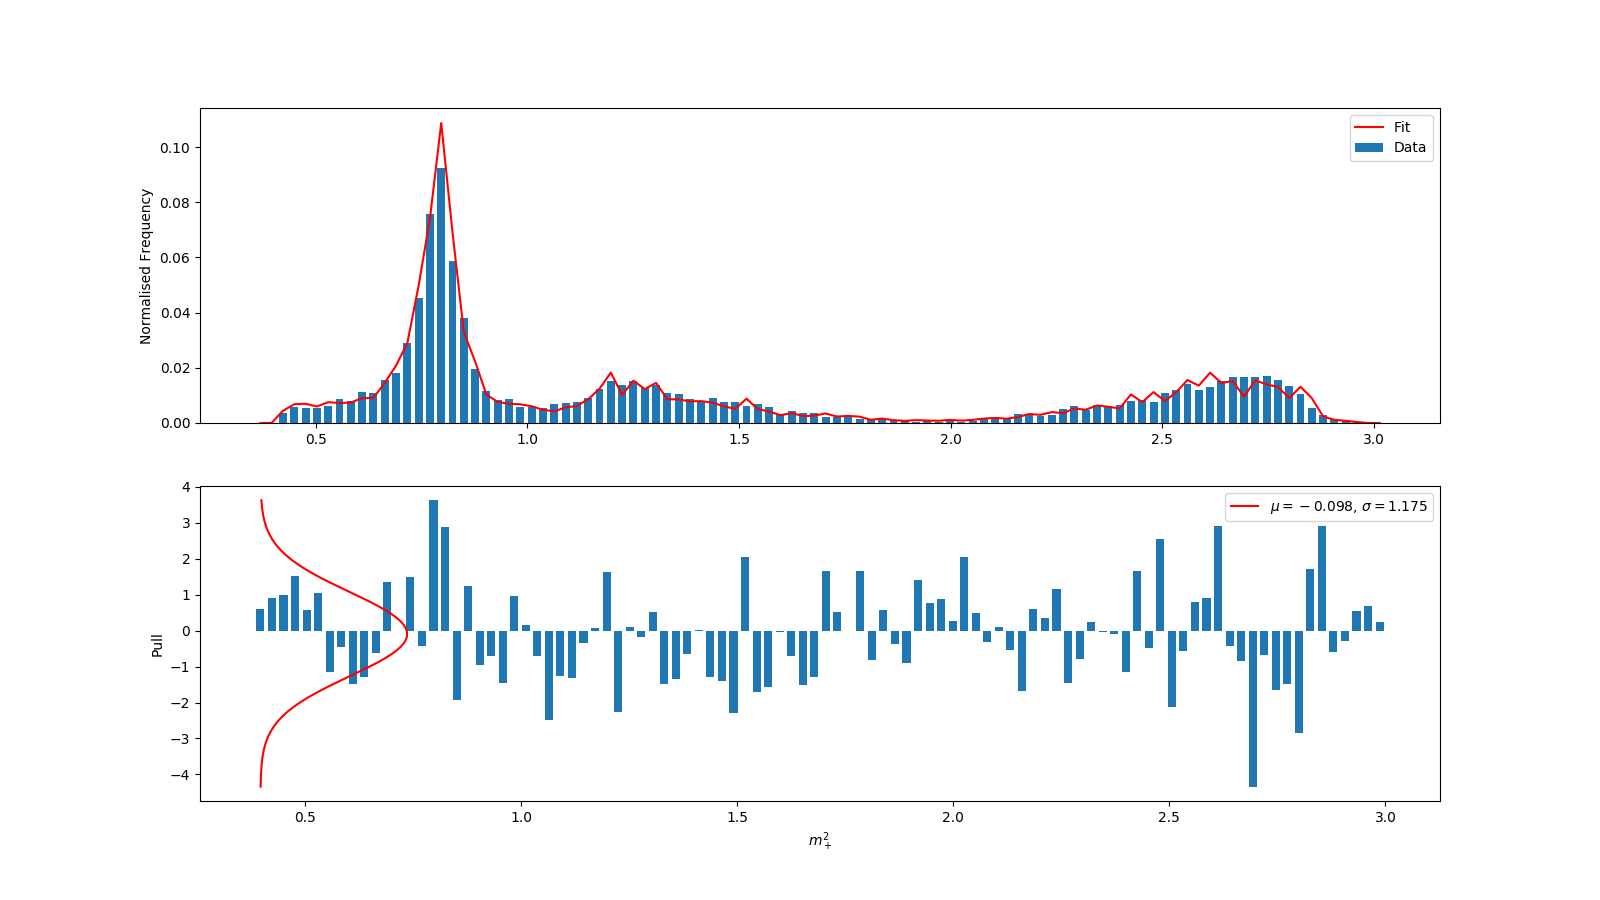 Normalised Frequency
0.10
0.08
0.06
0.04
0.02
0.00
Fit
Data
0.5 1.0 1.5 2.0 2.5 3.0
Pull
4
3
2
1
0
−1
−2
−3
−4
μ = − 0.098, σ = 1.175
0.5 1.0 1.5 2.0 2.5 3.0
m²₊